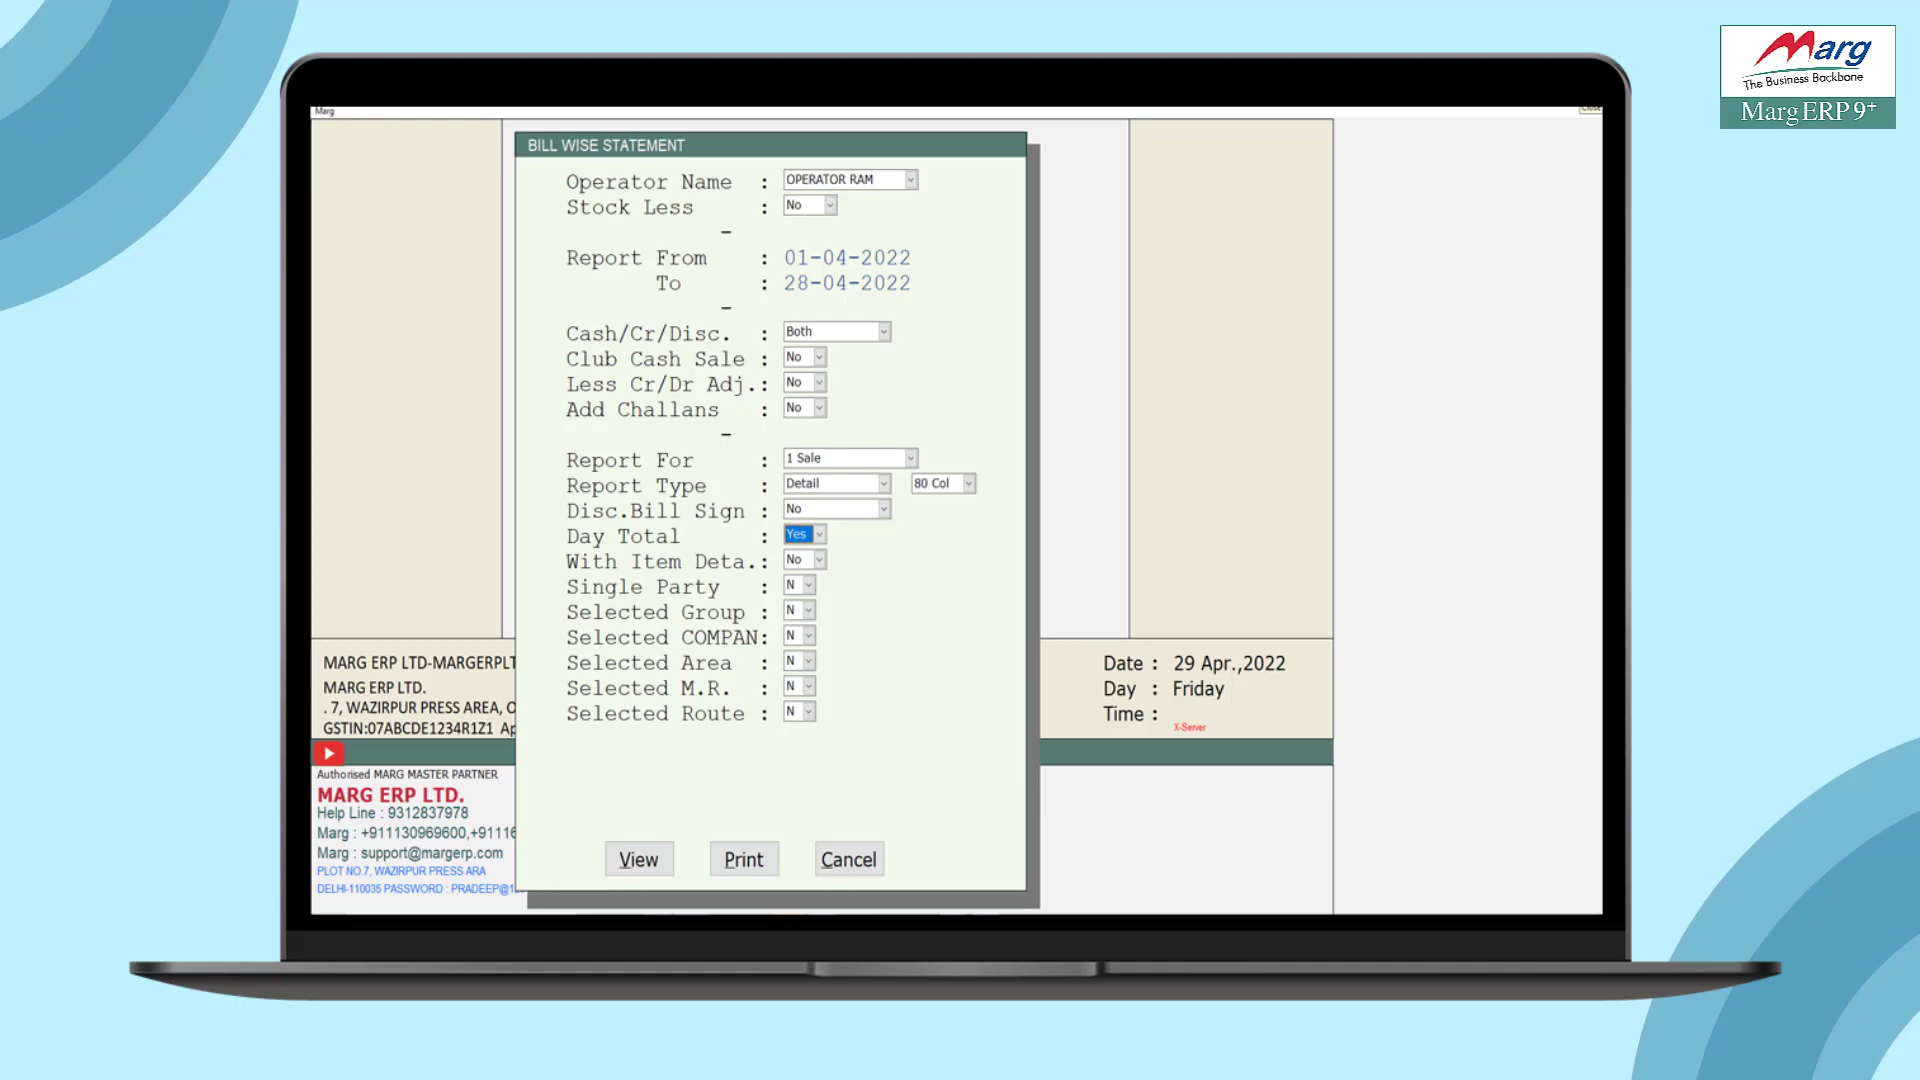 Marg
The Business Backbone
Marg ERP 9+
Marg
Close
BILL WISE STATEMENT
Operator Name : OPERATOR RAM
Stock Less : No
-
Report From : 01-04-2022
To : 28-04-2022
-
Cash/Cr/Disc. : Both
Club Cash Sale : No
Less Cr/Dr Adj.: No
Add Challans : No
-
Report For : 1 Sale
Report Type : Detail 80 Col
Disc.Bill Sign : No
Day Total : Yes
With Item Deta.: No
Single Party : N
Selected Group : N
Selected COMPAN: N
Selected Area : N
Selected M.R. : N
Selected Route : N
View Print Cancel
MARG ERP LTD-MARGERPLT
MARG ERP LTD.
. 7, WAZIRPUR PRESS AREA, O
GSTIN:07ABCDE1234R1Z1 Ap
Date : 29 Apr.,2022
Day : Friday
Time :
X-Server
Authorised MARG MASTER PARTNER
MARG ERP LTD.
Help Line : 9312837978
Marg : +911130969600,+9111
Marg : support@margerp.com
PLOT NO.7, WAZIRPUR PRESS ARA
DELHI-110035 PASSWORD : PRADEEP@1